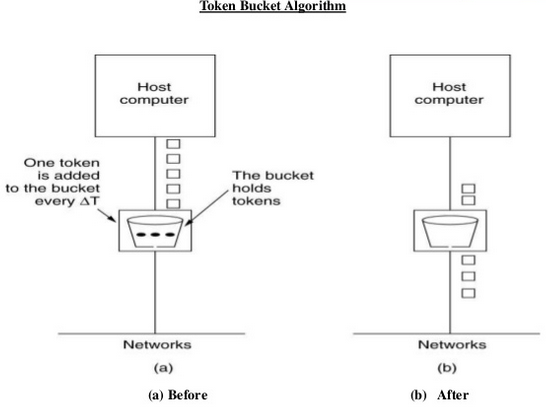 Token Bucket Algorithm
Host
computer
One token
is added
to the bucket
every ΔT
The bucket
holds
tokens
Networks
(a)
(a) Before
Host
computer
Networks
(b)
(b) After